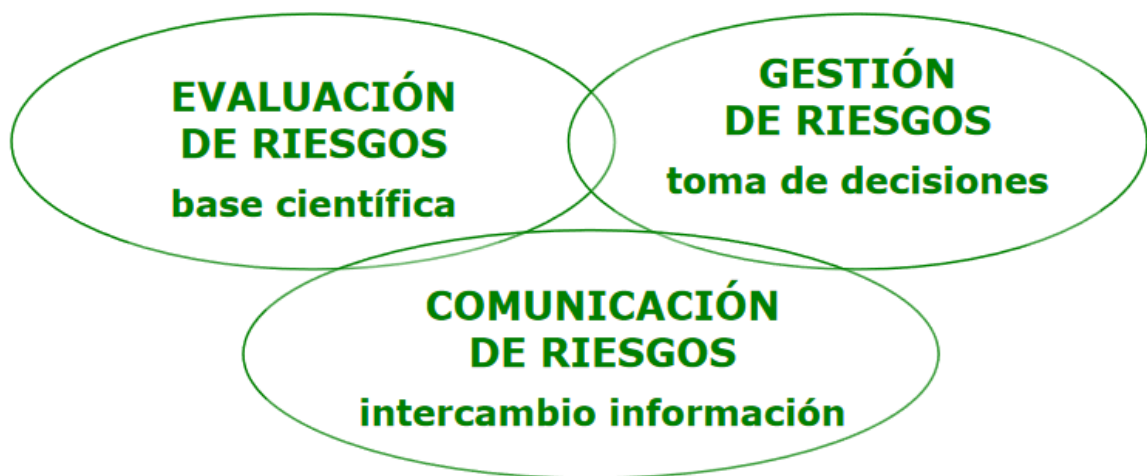 EVALUACIÓN
DE RIESGOS
base científica
GESTIÓN
DE RIESGOS
toma de decisiones
COMUNICACIÓN
DE RIESGOS
intercambio información